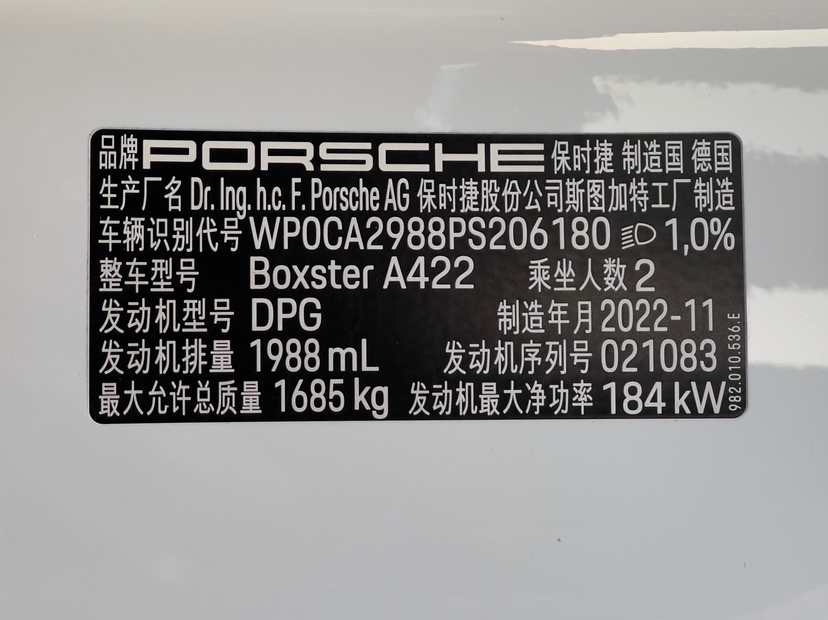 品牌 PORSCHE 保时捷 制造国 德国
生产厂名 Dr. Ing. h.c. F. Porsche AG 保时捷股份公司斯图加特工厂制造
车辆识别代号 WP0CA2988PS206180 1,0%
整车型号 Boxster A422 乘坐人数 2
发动机型号 DPG 制造年月 2022-11
发动机排量 1988 mL 发动机序列号 021083
最大允许总质量 1685 kg 发动机最大净功率 184 kW
982.010.536.E